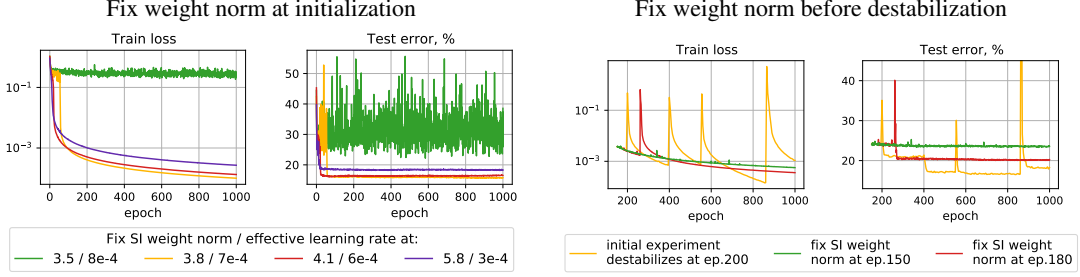 Fix weight norm at initialization
Fix weight norm before destabilization
Train loss
Test error, %
10⁻¹
10⁻³
0 200 400 600 800 1000
epoch
50
40
30
20
0 200 400 600 800 1000
epoch
Fix SI weight norm / effective learning rate at:
3.5 / 8e-4
3.8 / 7e-4
4.1 / 6e-4
5.8 / 3e-4
Train loss
Test error, %
10⁻¹
10⁻³
200 400 600 800 1000
epoch
40
30
20
200 400 600 800 1000
epoch
initial experiment
destabilizes at ep.200
fix SI weight
norm at ep.150
fix SI weight
norm at ep.180